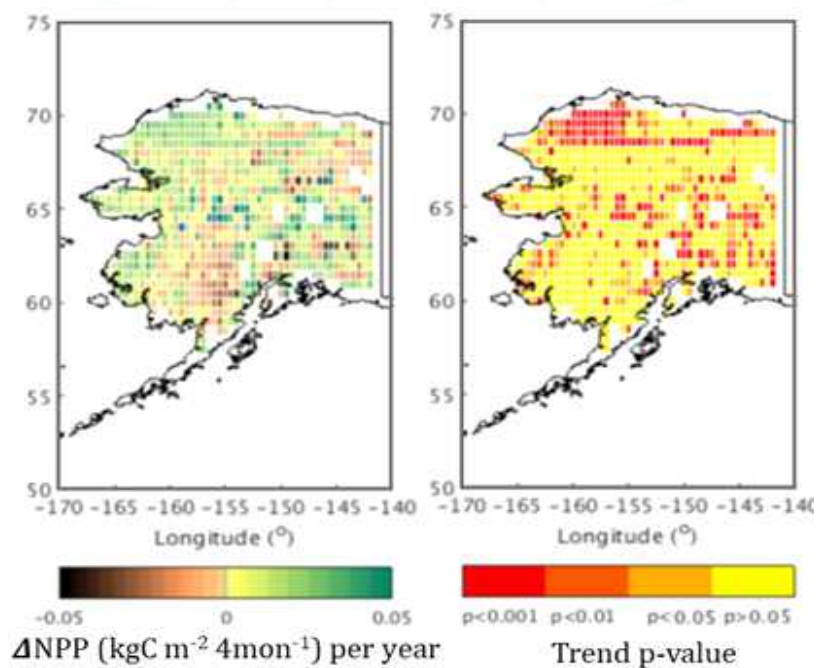 75
70
65
60
55
50
-170 -165 -160 -155 -150 -145 -140
Longitude (°)
-0.05 0 0.05
ΔNPP (kgC m⁻² 4mon⁻¹) per year
75
70
65
60
55
50
-170 -165 -160 -155 -150 -145 -140
Longitude (°)
p<0.001 p<0.01 p<0.05 p>0.05
Trend p-value